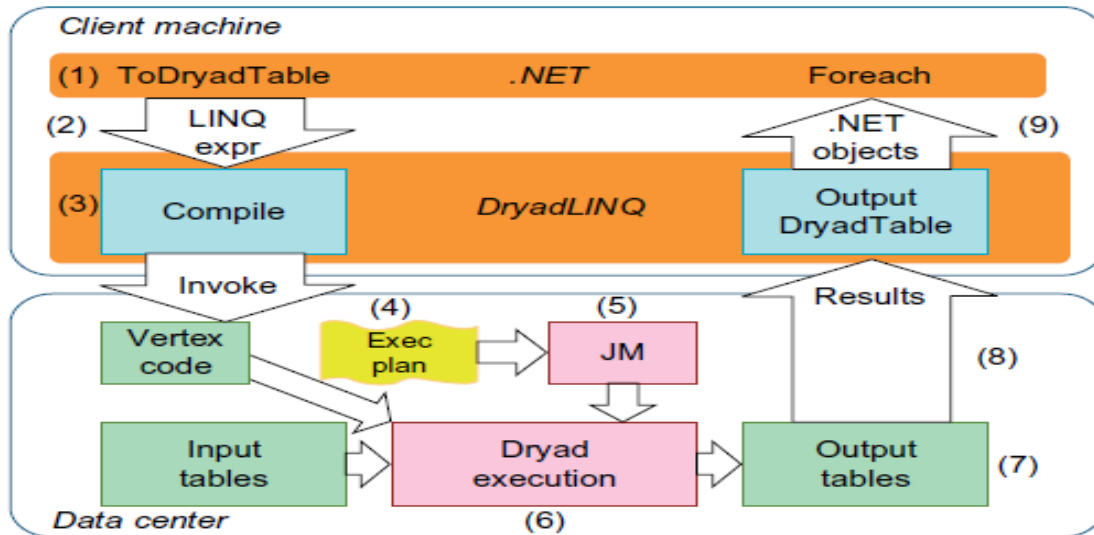 Client machine
(1) ToDryadTable .NET Foreach
(2) LINQ expr
.NET objects (9)
(3) Compile
DryadLINQ
Output DryadTable
Invoke
Results
Vertex code
(4)
Exec plan
(5)
JM
(8)
Input tables
Dryad execution
(6)
Output tables
(7)
Data center